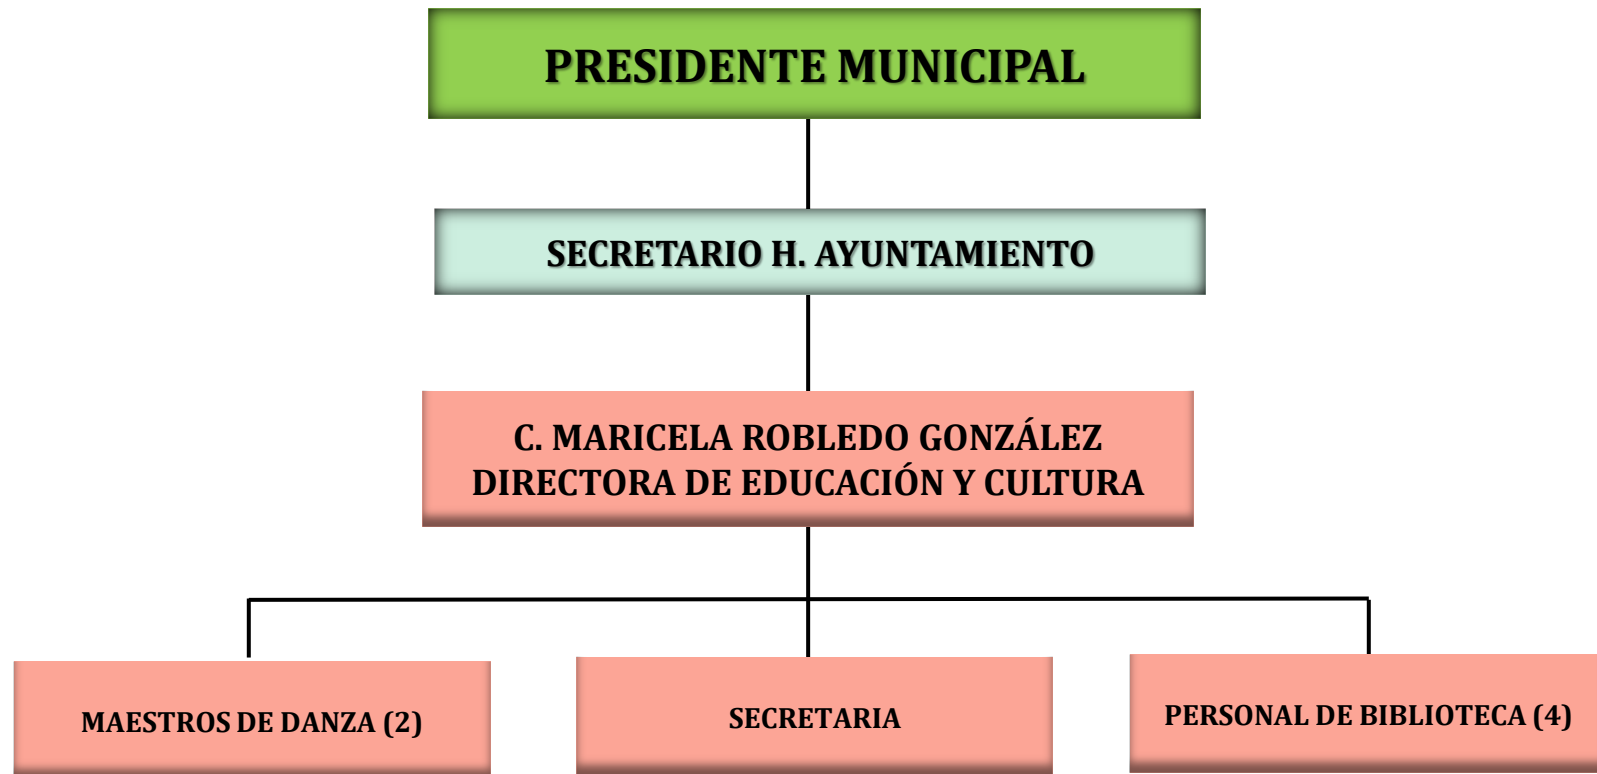 PRESIDENTE MUNICIPAL
SECRETARIO H. AYUNTAMIENTO
C. MARICELA ROBLEDO GONZÁLEZ
DIRECTORA DE EDUCACIÓN Y CULTURA
MAESTROS DE DANZA (2)
SECRETARIA
PERSONAL DE BIBLIOTECA (4)